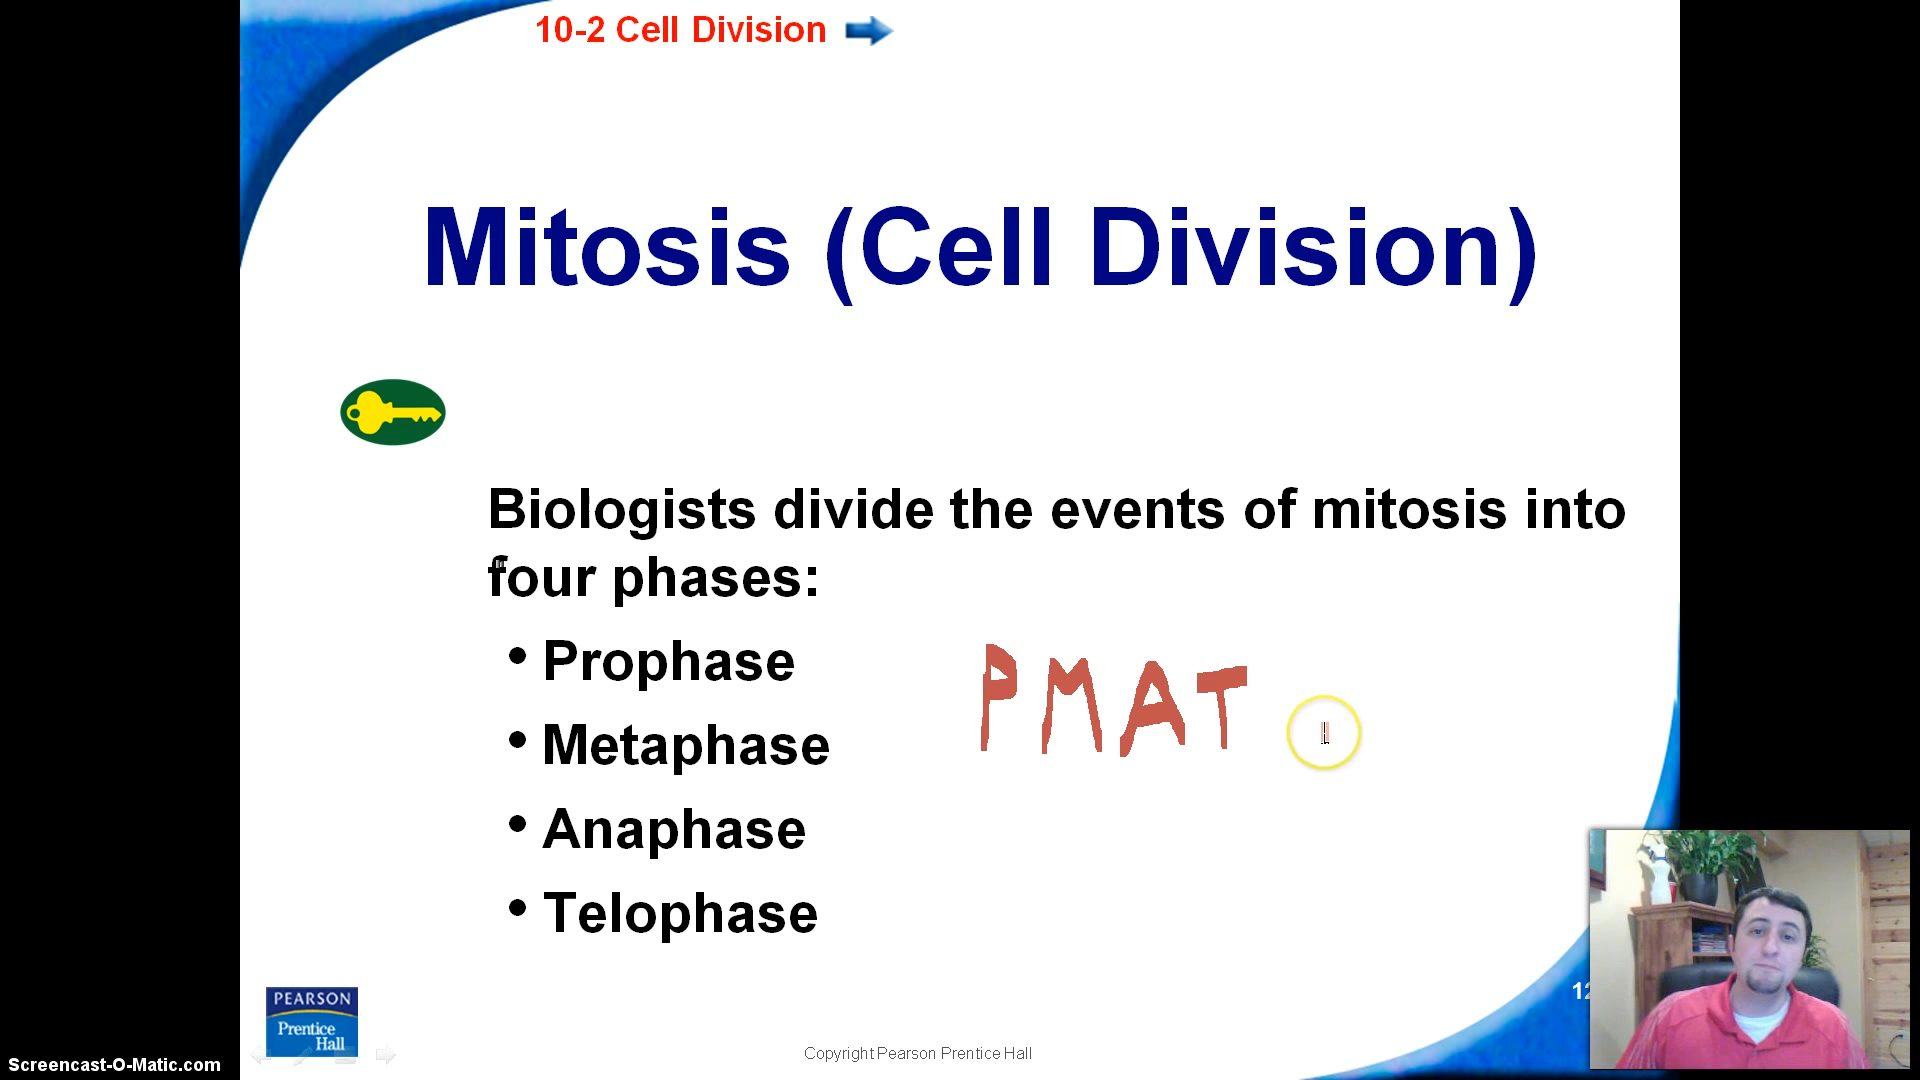 10-2 Cell Division
Mitosis (Cell Division)
Biologists divide the events of mitosis into
four phases:
• Prophase
• Metaphase
• Anaphase
• Telophase
PMAT
PEARSON
Prentice
Hall
Copyright Pearson Prentice Hall
Screencast-O-Matic.com